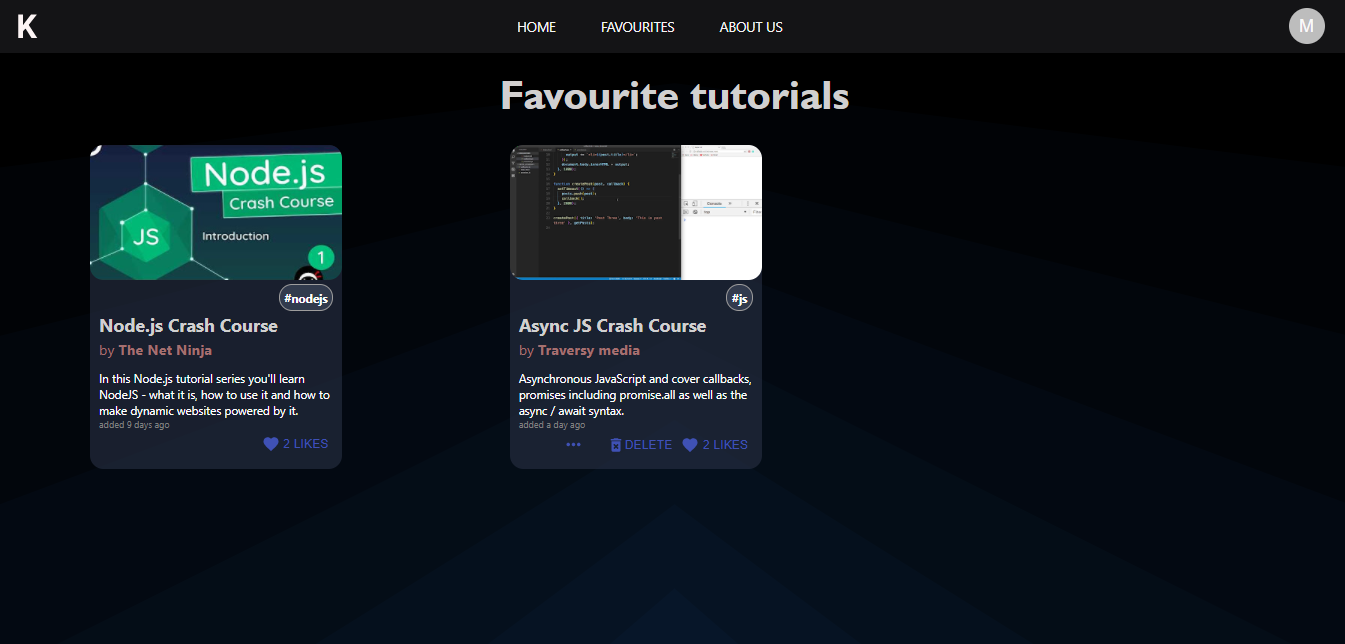 K
HOME
FAVOURITES
ABOUT US
M
Favourite tutorials
Node.js
Crash Course
JS
Introduction
1
#nodejs
Node.js Crash Course
by The Net Ninja
In this Node.js tutorial series you'll learn
NodeJS - what it is, how to use it and how to
make dynamic websites powered by it.
added 9 days ago
2 LIKES
#js
Async JS Crash Course
by Traversy media
Asynchronous JavaScript and cover callbacks,
promises including promise.all as well as the
async / await syntax.
added a day ago
DELETE
2 LIKES